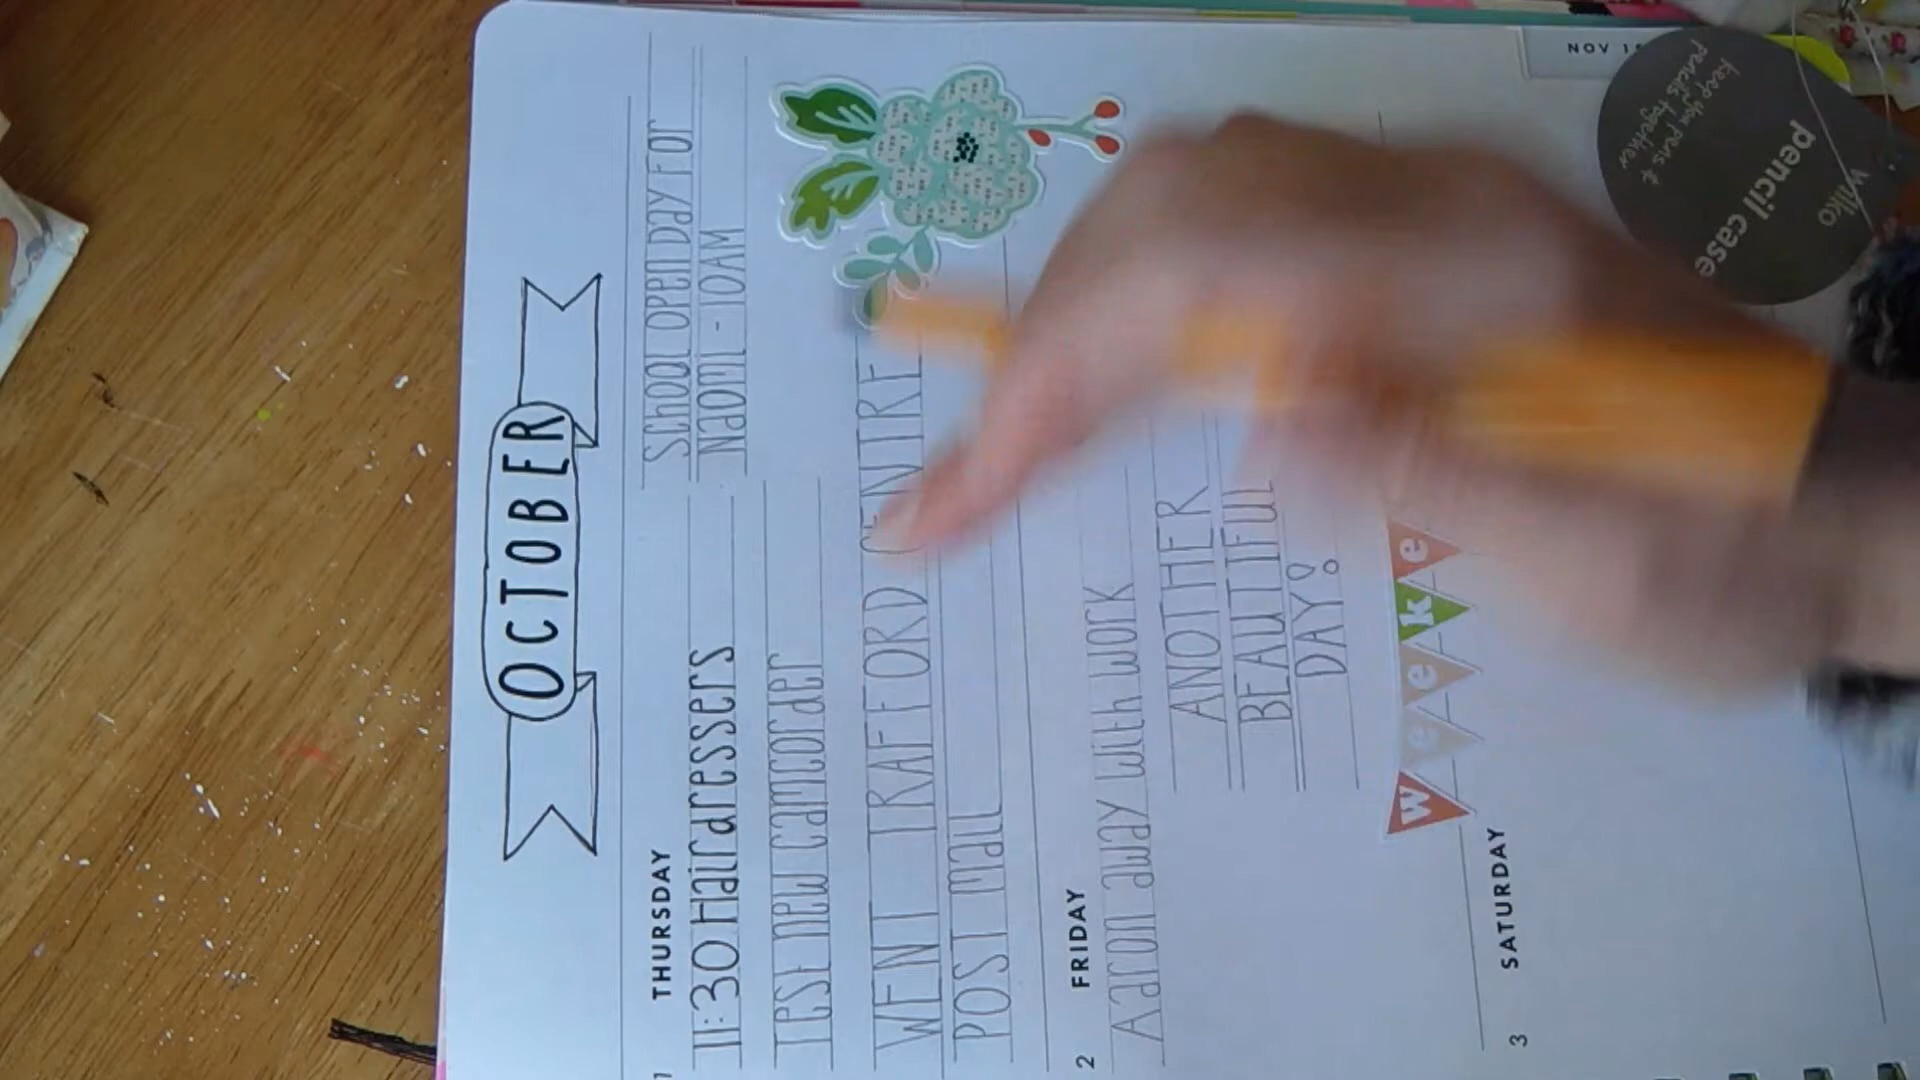 OCTOBER
1 THURSDAY
SCHOOL OPEN DAY FOR
NAOMI - 10AM
11:30 Hairdressers
Test new camcorder
WENT TRAFFORD CENTRE
POST Mail
2 FRIDAY
Aaron away with work
ANOTHER
BEAUTIFUL
DAY!
week
3 SATURDAY
NOV
wilko
pencil case
keep your pens &
pencils together